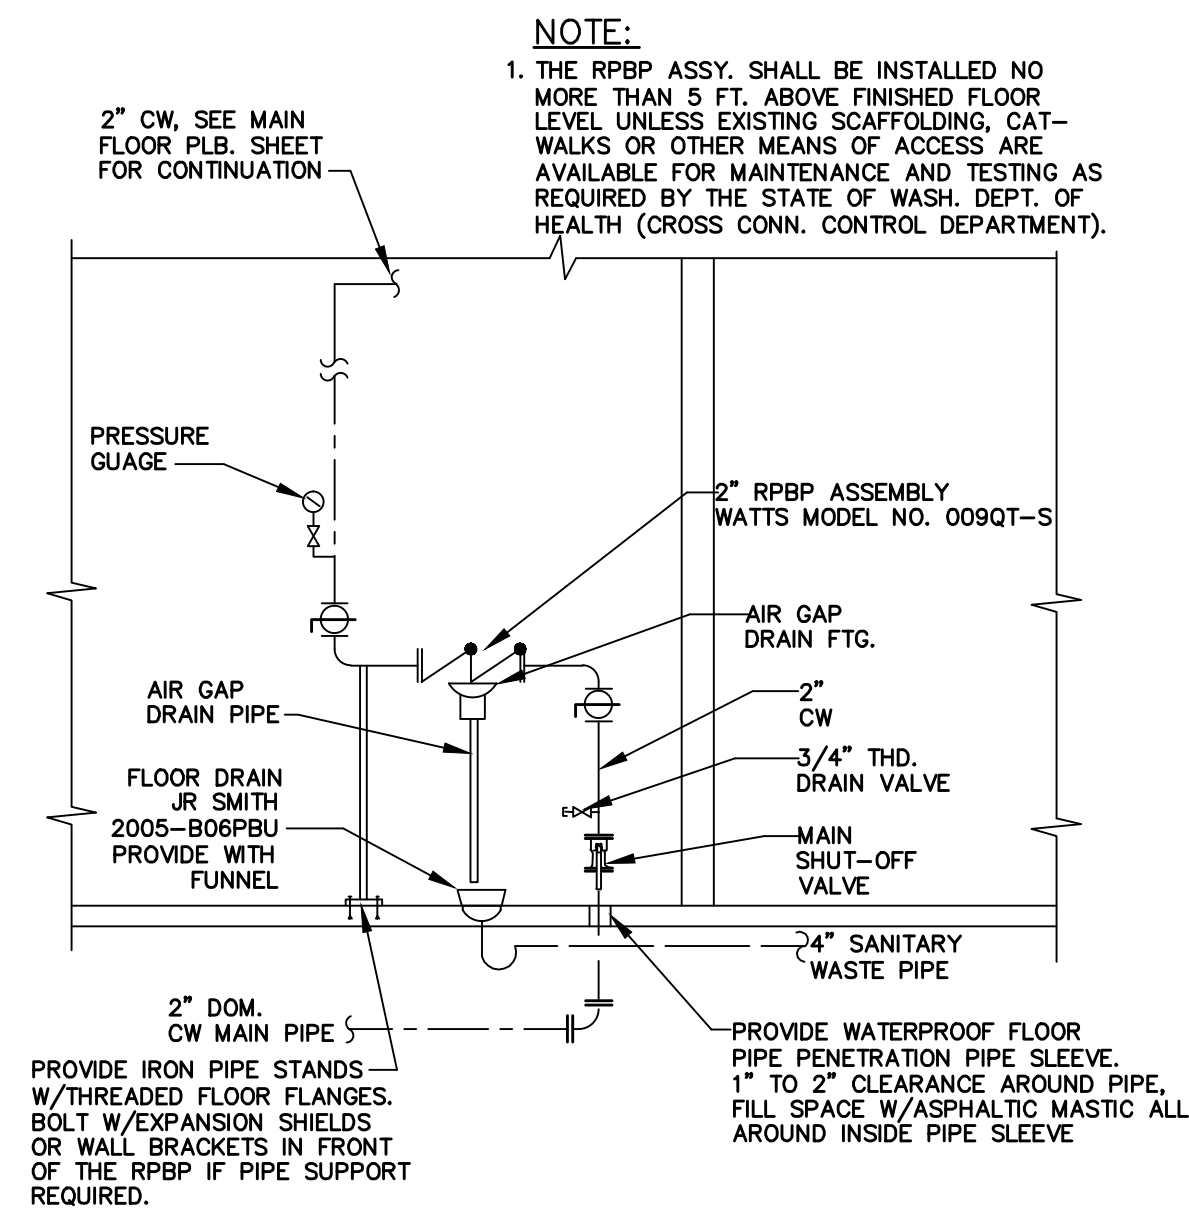 NOTE:
1. THE RPBP ASSY. SHALL BE INSTALLED NO
MORE THAN 5 FT. ABOVE FINISHED FLOOR
LEVEL UNLESS EXISTING SCAFFOLDING, CAT-
WALKS OR OTHER MEANS OF ACCESS ARE
AVAILABLE FOR MAINTENANCE AND TESTING AS
REQUIRED BY THE STATE OF WASH. DEPT. OF
HEALTH (CROSS CONN. CONTROL DEPARTMENT).
2" CW, SEE MAIN
FLOOR PLB. SHEET
FOR CONTINUATION
PRESSURE
GUAGE
2" RPBP ASSEMBLY
WATTS MODEL NO. 009QT-S
AIR GAP
DRAIN FTG.
AIR GAP
DRAIN PIPE
2"
CW
3/4" THD.
DRAIN VALVE
FLOOR DRAIN
JR SMITH
2005-B06PBU
PROVIDE WITH
FUNNEL
MAIN
SHUT-OFF
VALVE
4" SANITARY
WASTE PIPE
2" DOM.
CW MAIN PIPE
PROVIDE IRON PIPE STANDS
W/THREADED FLOOR FLANGES.
BOLT W/EXPANSION SHIELDS
OR WALL BRACKETS IN FRONT
OF THE RPBP IF PIPE SUPPORT
REQUIRED.
PROVIDE WATERPROOF FLOOR
PIPE PENETRATION PIPE SLEEVE.
1" TO 2" CLEARANCE AROUND PIPE,
FILL SPACE W/ASPHALTIC MASTIC ALL
AROUND INSIDE PIPE SLEEVE